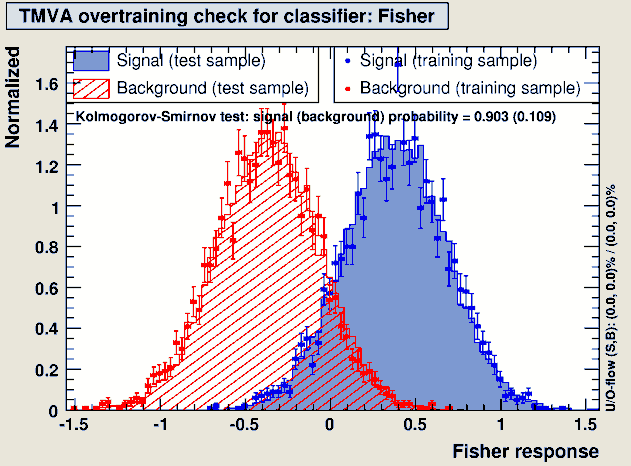 TMVA overtraining check for classifier: Fisher
Normalized
Signal (test sample)
Signal (training sample)
Background (test sample)
Background (training sample)
Kolmogorov-Smirnov test: signal (background) probability = 0.903 (0.109)
1.6
1.4
1.2
1
0.8
0.6
0.4
0.2
0
-1.5 -1 -0.5 0 0.5 1 1.5
Fisher response
U/O-flow (S,B): (0.0, 0.0)% / (0.0, 0.0)%